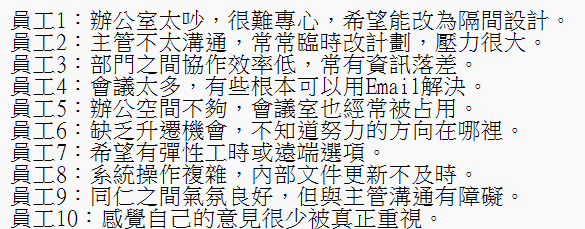 員工1：辦公室太吵，很難專心，希望能改為隔間設計。
員工2：主管不太溝通，常常臨時改計劃，壓力很大。
員工3：部門之間協作效率低，常有資訊落差。
員工4：會議太多，有些根本可以用Email解決。
員工5：辦公空間不夠，會議室也經常被占用。
員工6：缺乏升遷機會，不知道努力的方向在哪裡。
員工7：希望有彈性工時或遠端選項。
員工8：系統操作複雜，內部文件更新不及時。
員工9：同仁之間氣氛良好，但與主管溝通有障礙。
員工10：感覺自己的意見很少被真正重視。